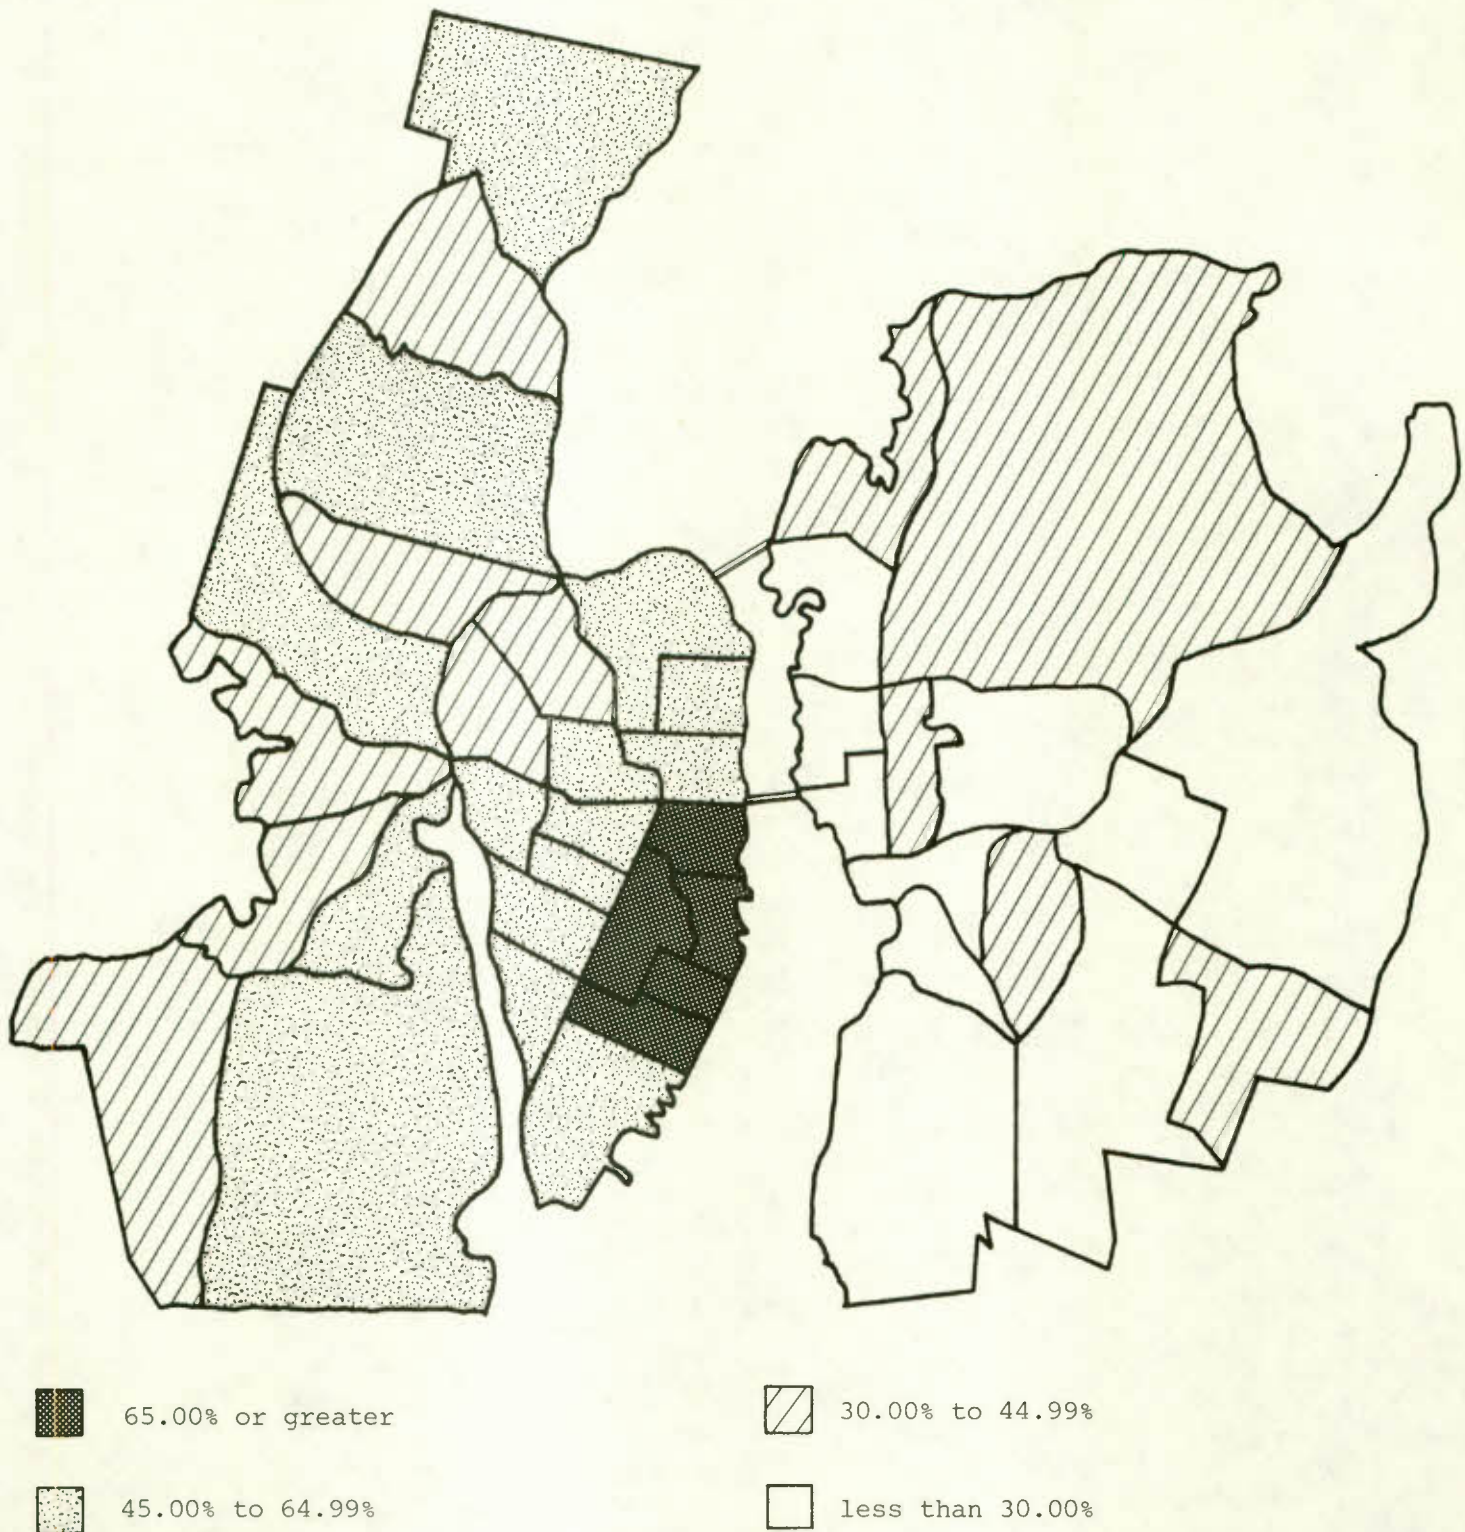 65.00% or greater
30.00% to 44.99%
45.00% to 64.99%
less than 30.00%